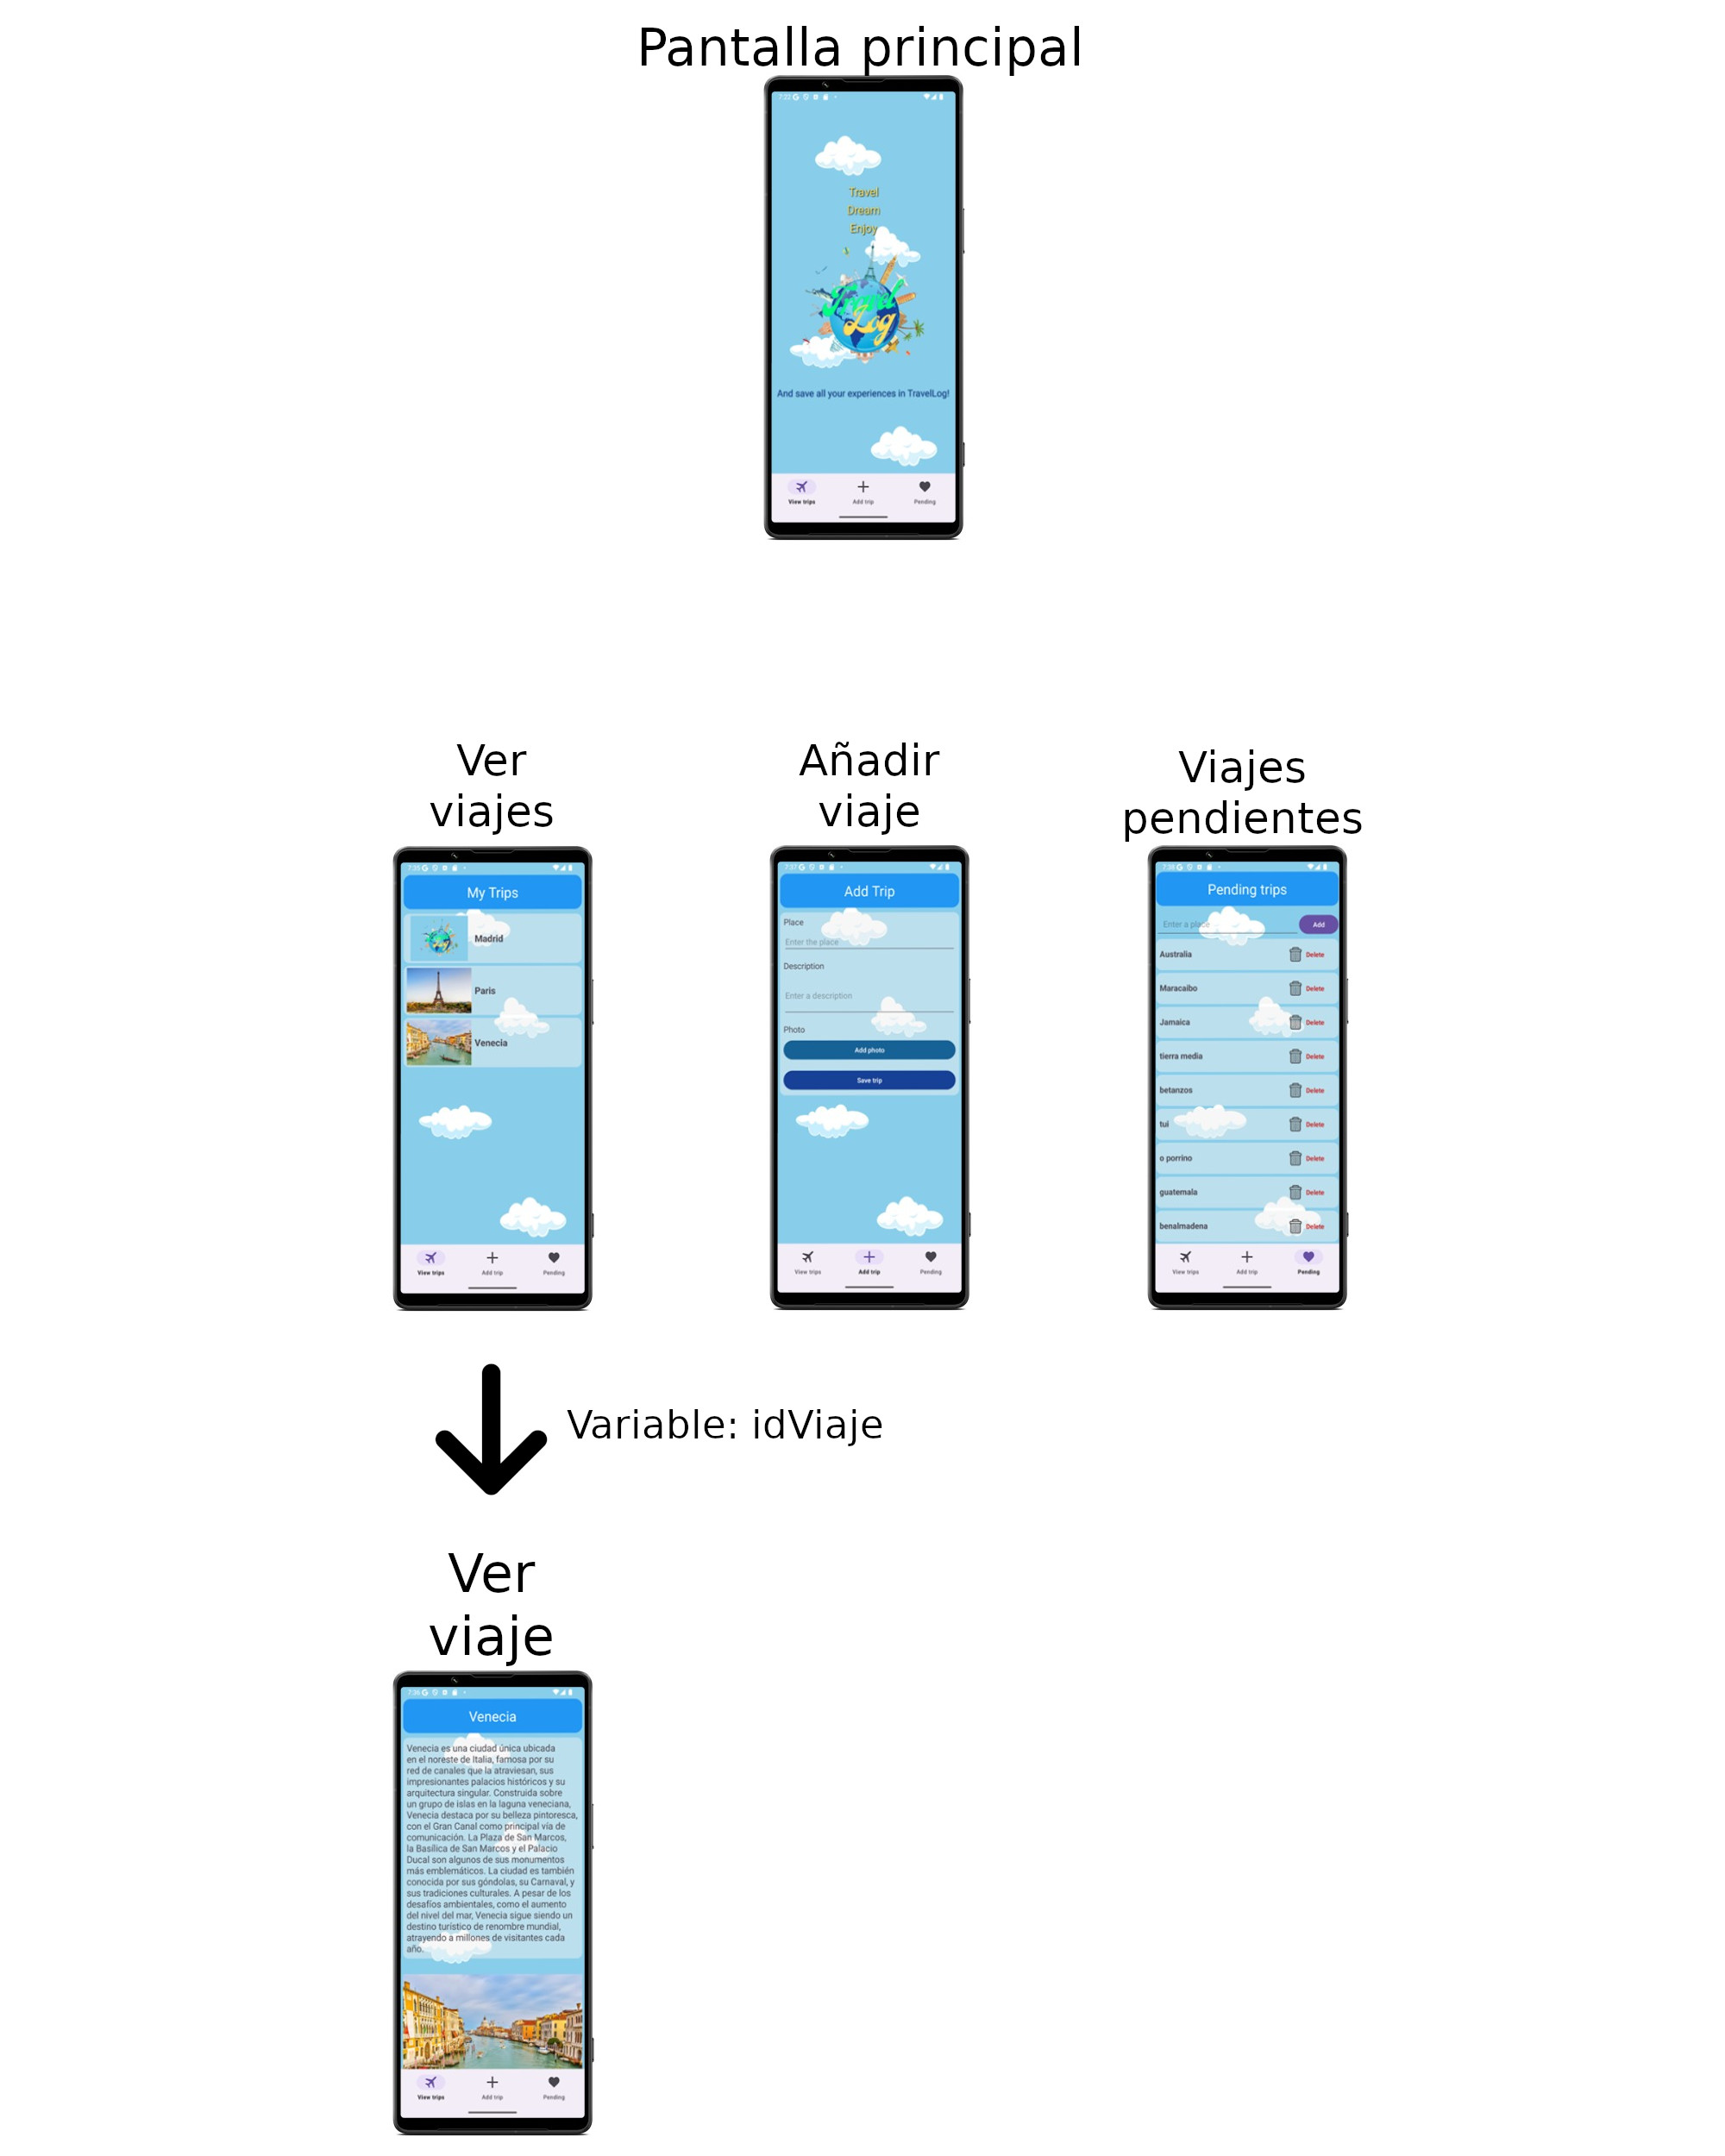 Pantalla principal
7:22
Travel
Dream
Enjoy
Travel
Log
And save all your experiences in TravelLog!
View trips
Add trip
Pending
Ver
viajes
My Trips
Madrid
Paris
Venecia
View trips
Add trip
Pending
Añadir
viaje
7:37
Add Trip
Place
Enter the place
Description
Enter a description
Photo
Add photo
Save trip
View trips
Add trip
Pending
Viajes
pendientes
7:38
Pending trips
Enter a place
Add
Australia
Delete
Maracaibo
Delete
Jamaica
Delete
tierra media
Delete
betanzos
Delete
tui
Delete
o porrino
Delete
guatemala
Delete
benalmadena
Delete
View trips
Add trip
Pending
Variable: idViaje
Ver
viaje
Venecia
Venecia es una ciudad única ubicada
en el noreste de Italia, famosa por su
red de canales que la atraviesan, sus
impresionantes palacios históricos y su
arquitectura singular. Construida sobre
un grupo de islas en la laguna veneciana,
Venecia destaca por su belleza pintoresca,
con el Gran Canal como principal vía de
comunicación. La Plaza de San Marcos,
la Basílica de San Marcos y el Palacio
Ducal son algunos de sus monumentos
más emblemáticos. La ciudad es también
conocida por sus góndolas, su Carnaval, y
sus tradiciones culturales. A pesar de los
desafíos ambientales, como el aumento
del nivel del mar, Venecia sigue siendo un
destino turístico de renombre mundial,
atrayendo a millones de visitantes cada
año.
View trips
Add trip
Pending